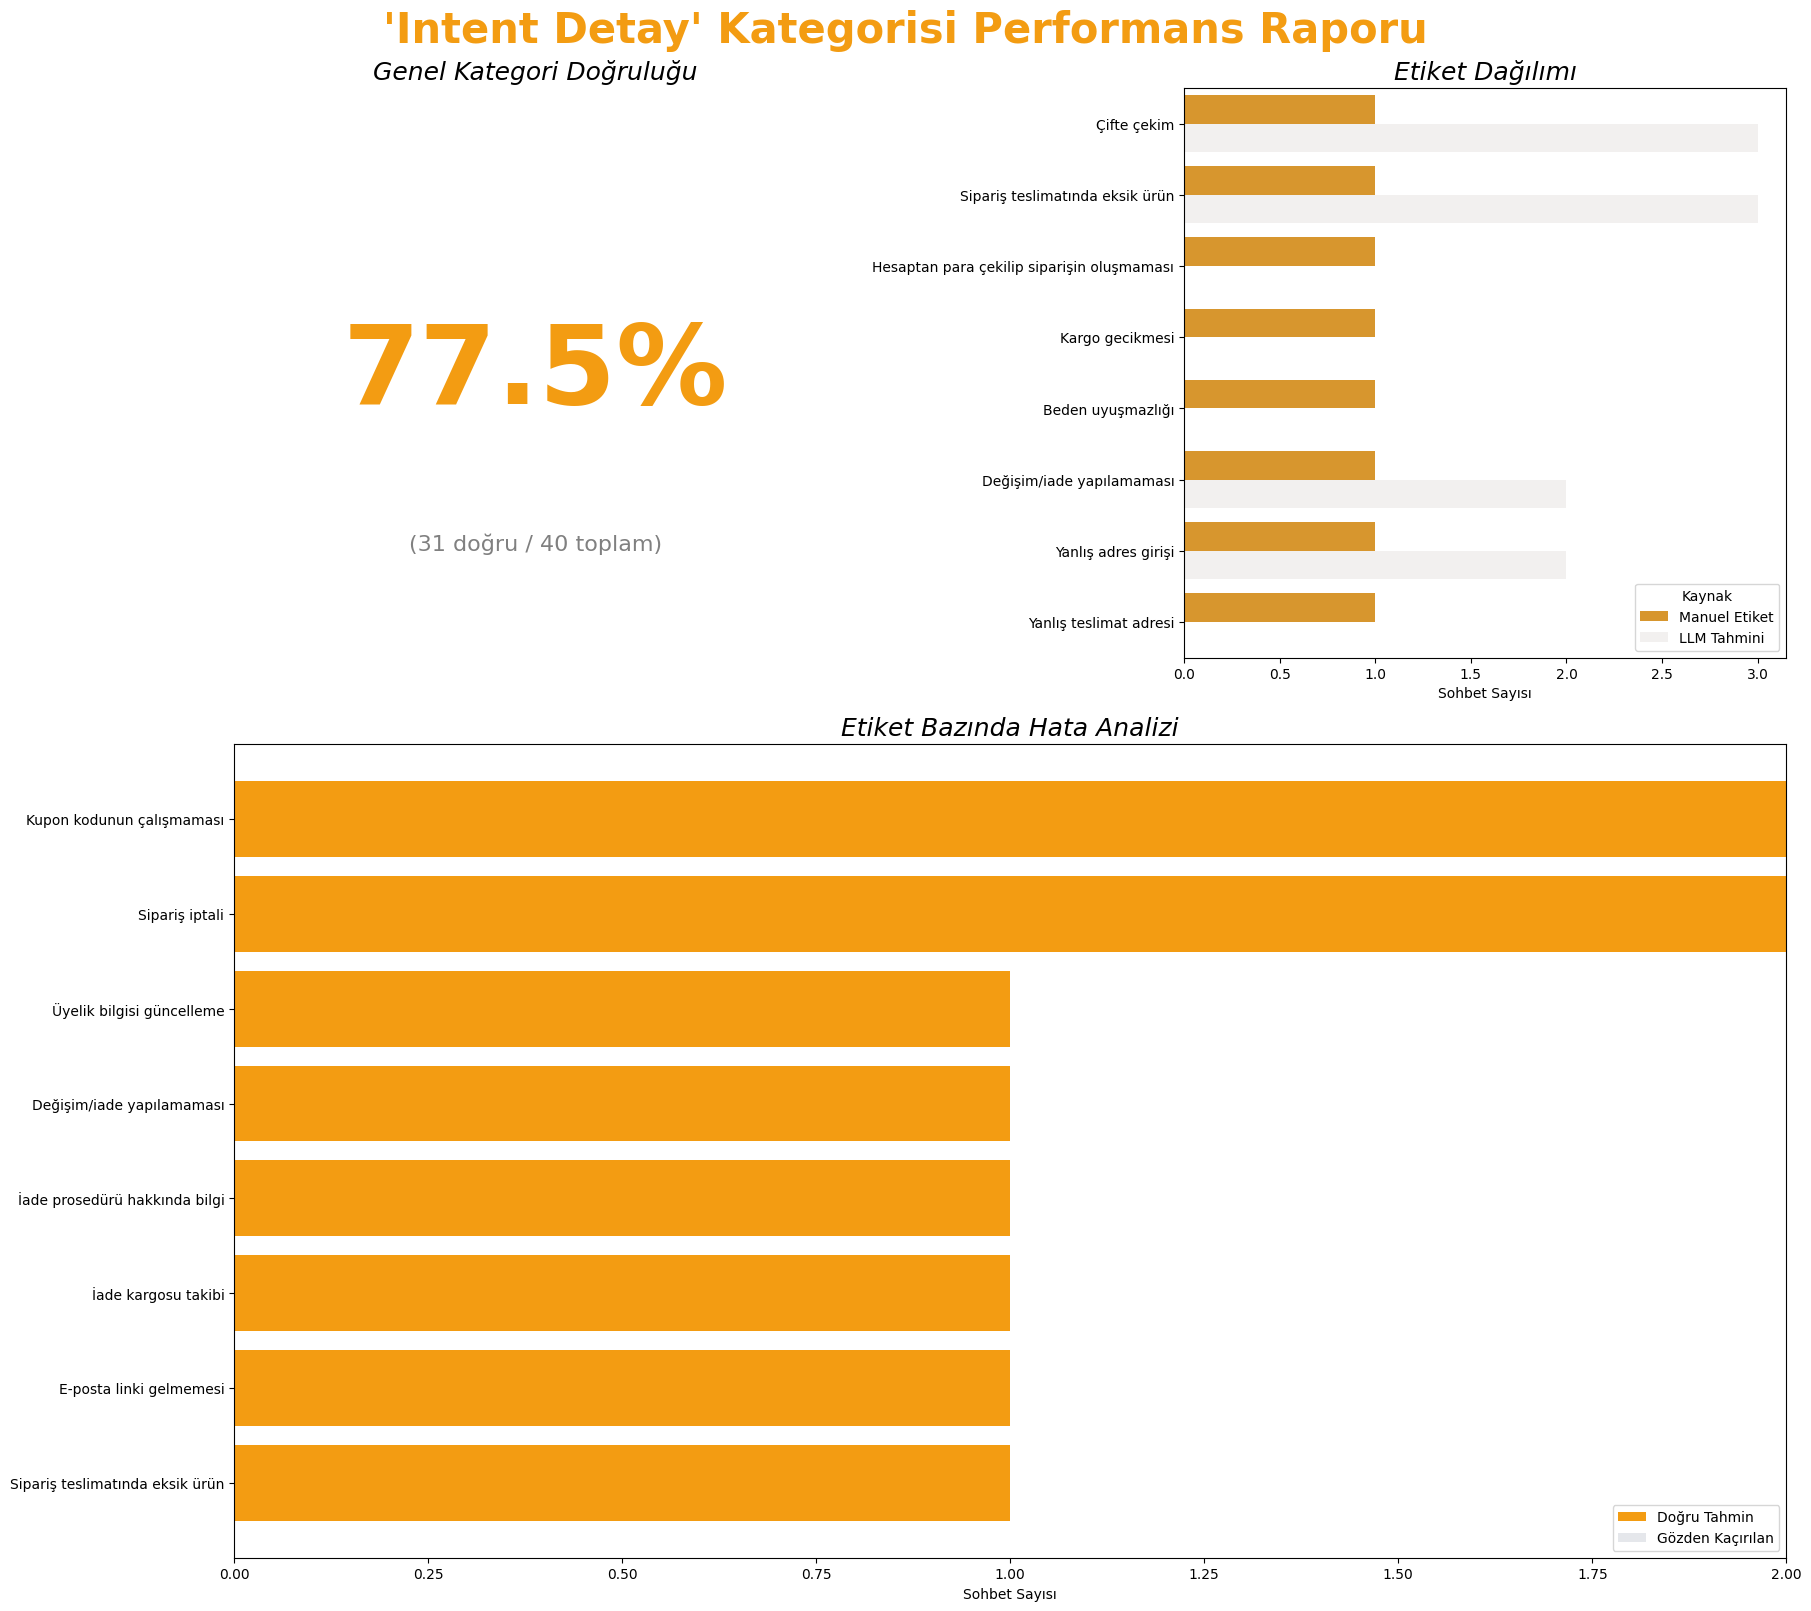 'Intent Detay' Kategorisi Performans Raporu
Genel Kategori Doğruluğu
77.5%
(31 doğru / 40 toplam)
Etiket Dağılımı
Çifte çekim
Sipariş teslimatında eksik ürün
Hesaptan para çekilip siparişin oluşmaması
Kargo gecikmesi
Beden uyuşmazlığı
Değişim/iade yapılamaması
Yanlış adres girişi
Yanlış teslimat adresi
Kaynak
Manuel Etiket
LLM Tahmini
0.0 0.5 1.0 1.5 2.0 2.5 3.0
Sohbet Sayısı
Etiket Bazında Hata Analizi
Kupon kodunun çalışmaması
Sipariş iptali
Üyelik bilgisi güncelleme
Değişim/iade yapılamaması
İade prosedürü hakkında bilgi
İade kargosu takibi
E-posta linki gelmemesi
Sipariş teslimatında eksik ürün
Doğru Tahmin
Gözden Kaçırılan
0.00 0.25 0.50 0.75 1.00 1.25 1.50 1.75 2.00
Sohbet Sayısı